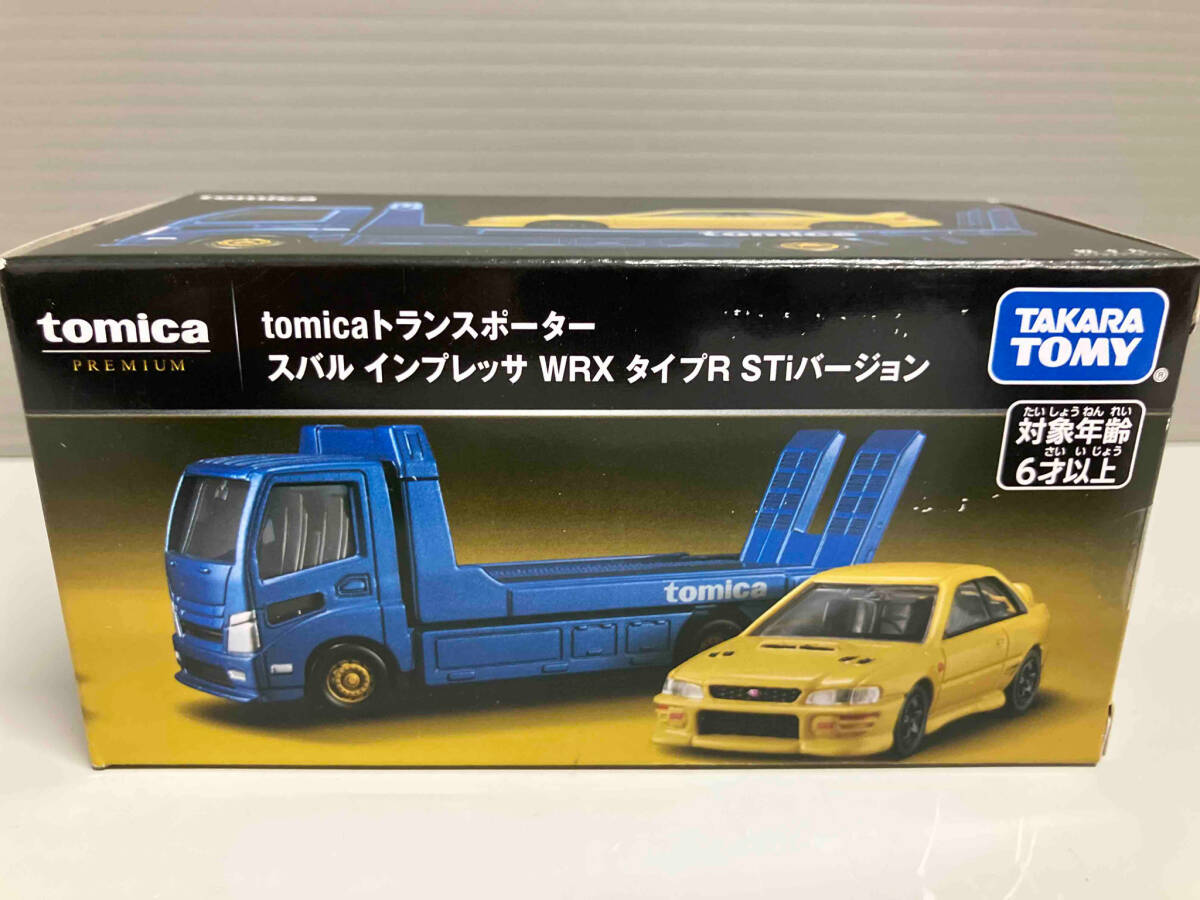 tomica
tomica
tomica
PREMIUM
tomicaトランスポーター
スバル インプレッサ WRX タイプR STiバージョン
TAKARA
TOMY
®
たいしょうねんれい
対象年齢
さいいじょう
6才以上
tomica